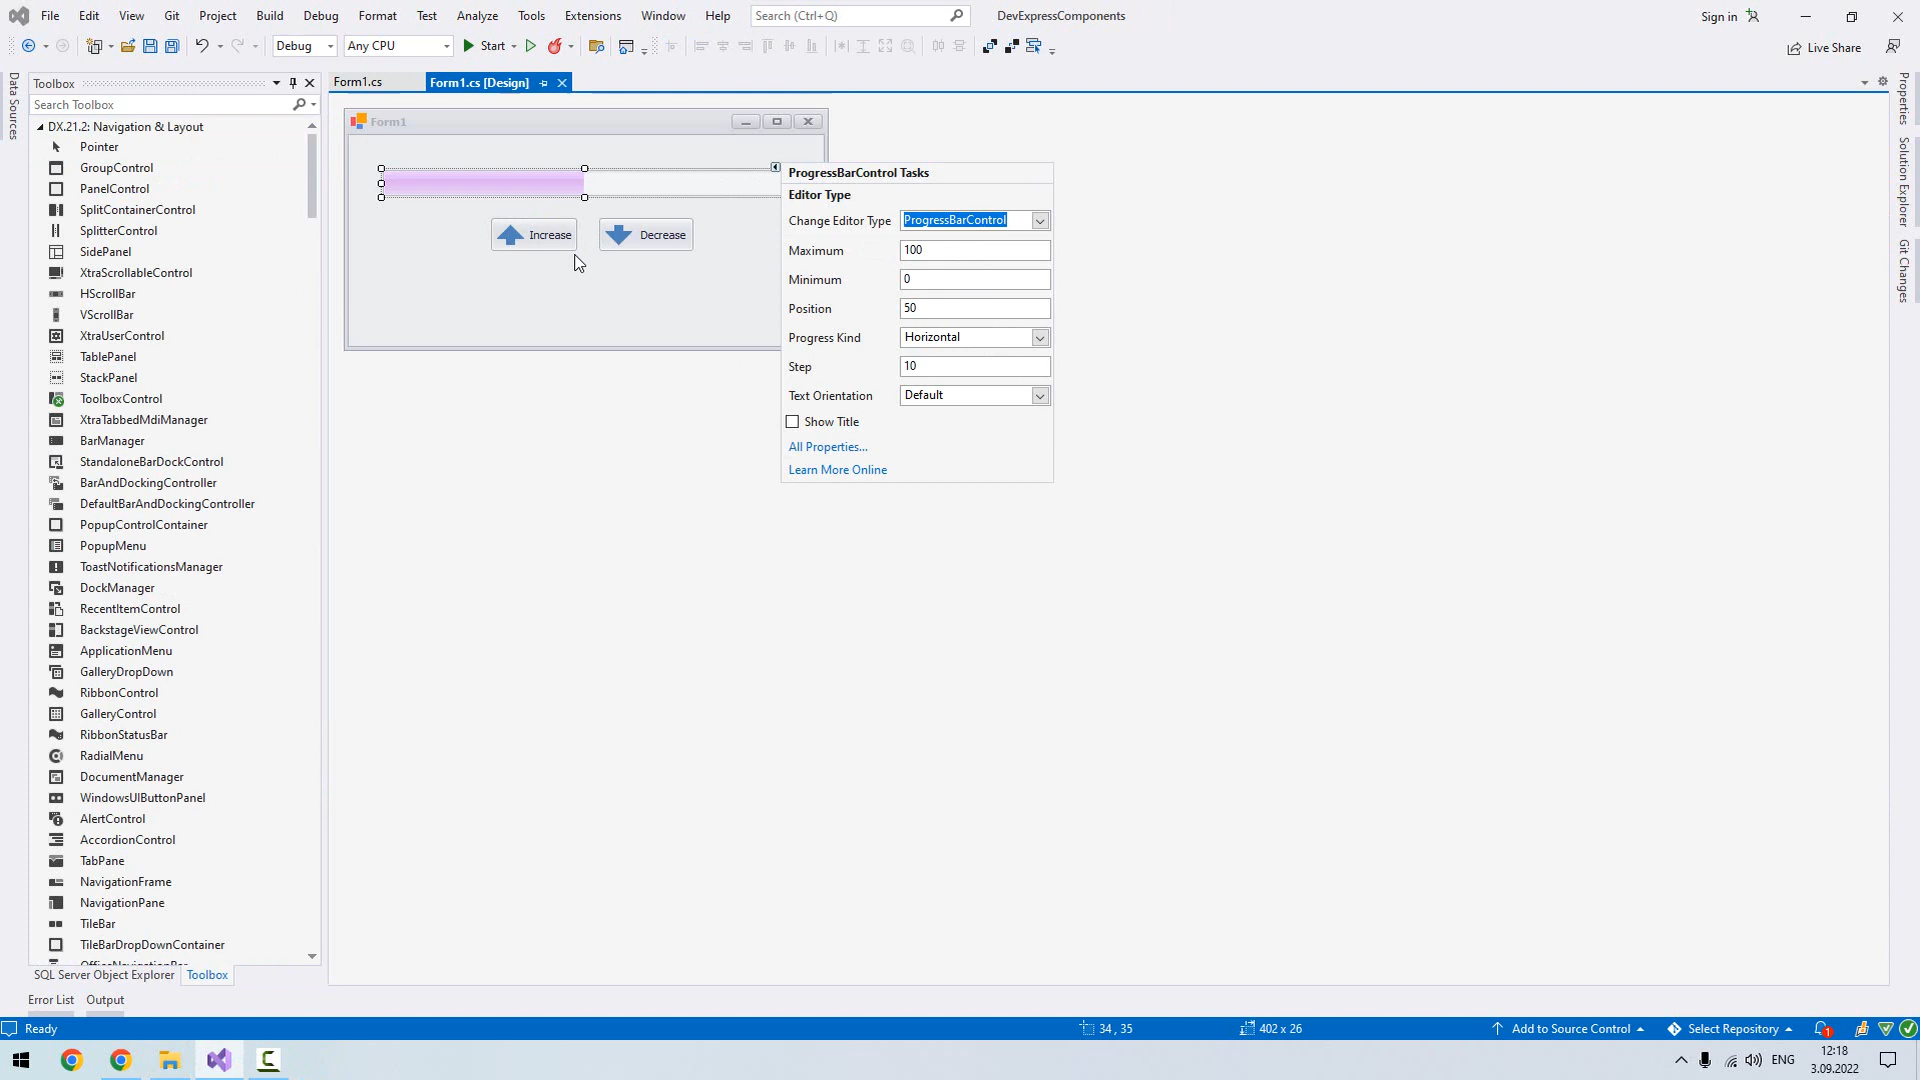 File Edit View Git Project Build Debug Format Test Analyze Tools Extensions Window Help Search (Ctrl+Q) DevExpressComponents Sign in
Debug Any CPU Start Live Share
Data Sources
Toolbox
Search Toolbox
DX.21.2: Navigation & Layout
Pointer
GroupControl
PanelControl
SplitContainerControl
SplitterControl
SidePanel
XtraScrollableControl
HScrollBar
VScrollBar
XtraUserControl
TablePanel
StackPanel
ToolboxControl
XtraTabbedMdiManager
BarManager
StandaloneBarDockControl
BarAndDockingController
DefaultBarAndDockingController
PopupControlContainer
PopupMenu
ToastNotificationsManager
DockManager
RecentItemControl
BackstageViewControl
ApplicationMenu
GalleryDropDown
RibbonControl
GalleryControl
RibbonStatusBar
RadialMenu
DocumentManager
WindowsUIButtonPanel
AlertControl
AccordionControl
TabPane
NavigationFrame
NavigationPane
TileBar
TileBarDropDownContainer
OfficeNavigationBar
SQL Server Object Explorer Toolbox
Form1.cs Form1.cs [Design]
Form1
Increase Decrease
ProgressBarControl Tasks
Editor Type
Change Editor Type ProgressBarControl
Maximum 100
Minimum 0
Position 50
Progress Kind Horizontal
Step 10
Text Orientation Default
Show Title
All Properties...
Learn More Online
Properties
Solution Explorer
Git Changes
Error List Output
Ready 34 , 35 402 x 26 Add to Source Control Select Repository 1
ENG 12:18
3.09.2022